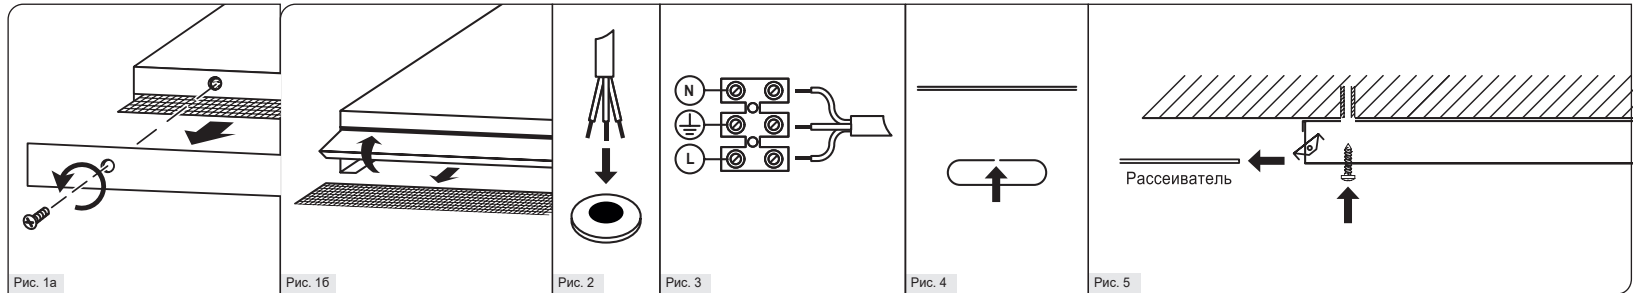 N
L
Рассеиватель
Рис. 1а
Рис. 1б
Рис. 2
Рис. 3
Рис. 4
Рис. 5